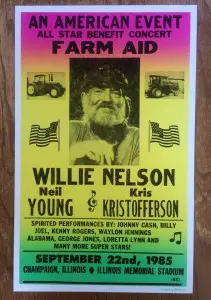 AN AMERICAN EVENT
ALL STAR BENEFIT CONCERT
FARM AID
WILLIE NELSON
Neil
YOUNG
Kris
KRISTOFFERSON
SPIRITED PERFORMANCES BY: JOHNNY CASH, BILLY
JOEL, KENNY ROGERS, WAYLON JENNINGS
ALABAMA, GEORGE JONES, LORETTA LYNN AND
MANY MORE SUPER STARS!
SEPTEMBER 22nd, 1985
CHAMPAIGN, ILLINOIS ILLINOIS MEMORIAL STADIUM